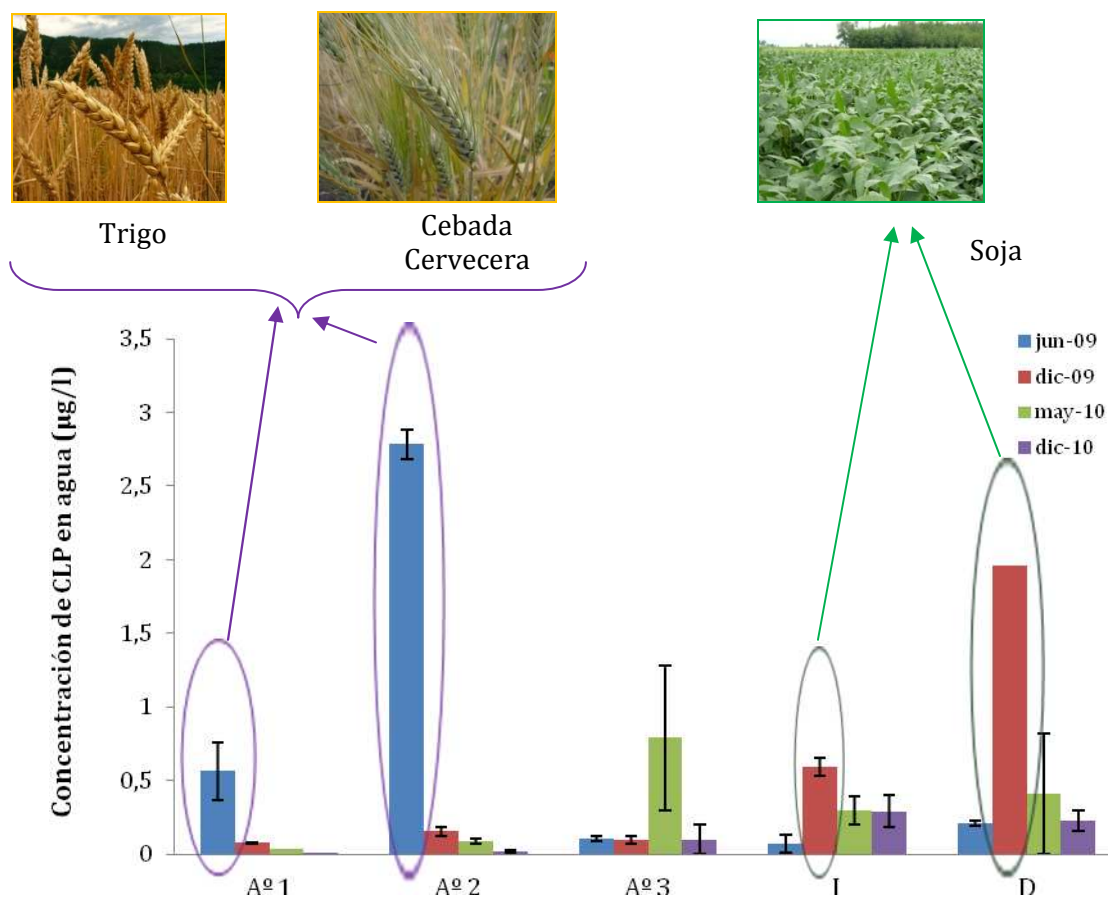 Trigo
Cebada
Cervecera
Soja
Concentración de CLP en agua (µg/l)
3,5
3
2,5
2
1,5
1
0,5
0
jun-09
dic-09
may-10
dic-10
Aº 1
Aº 2
Aº 3
I
D